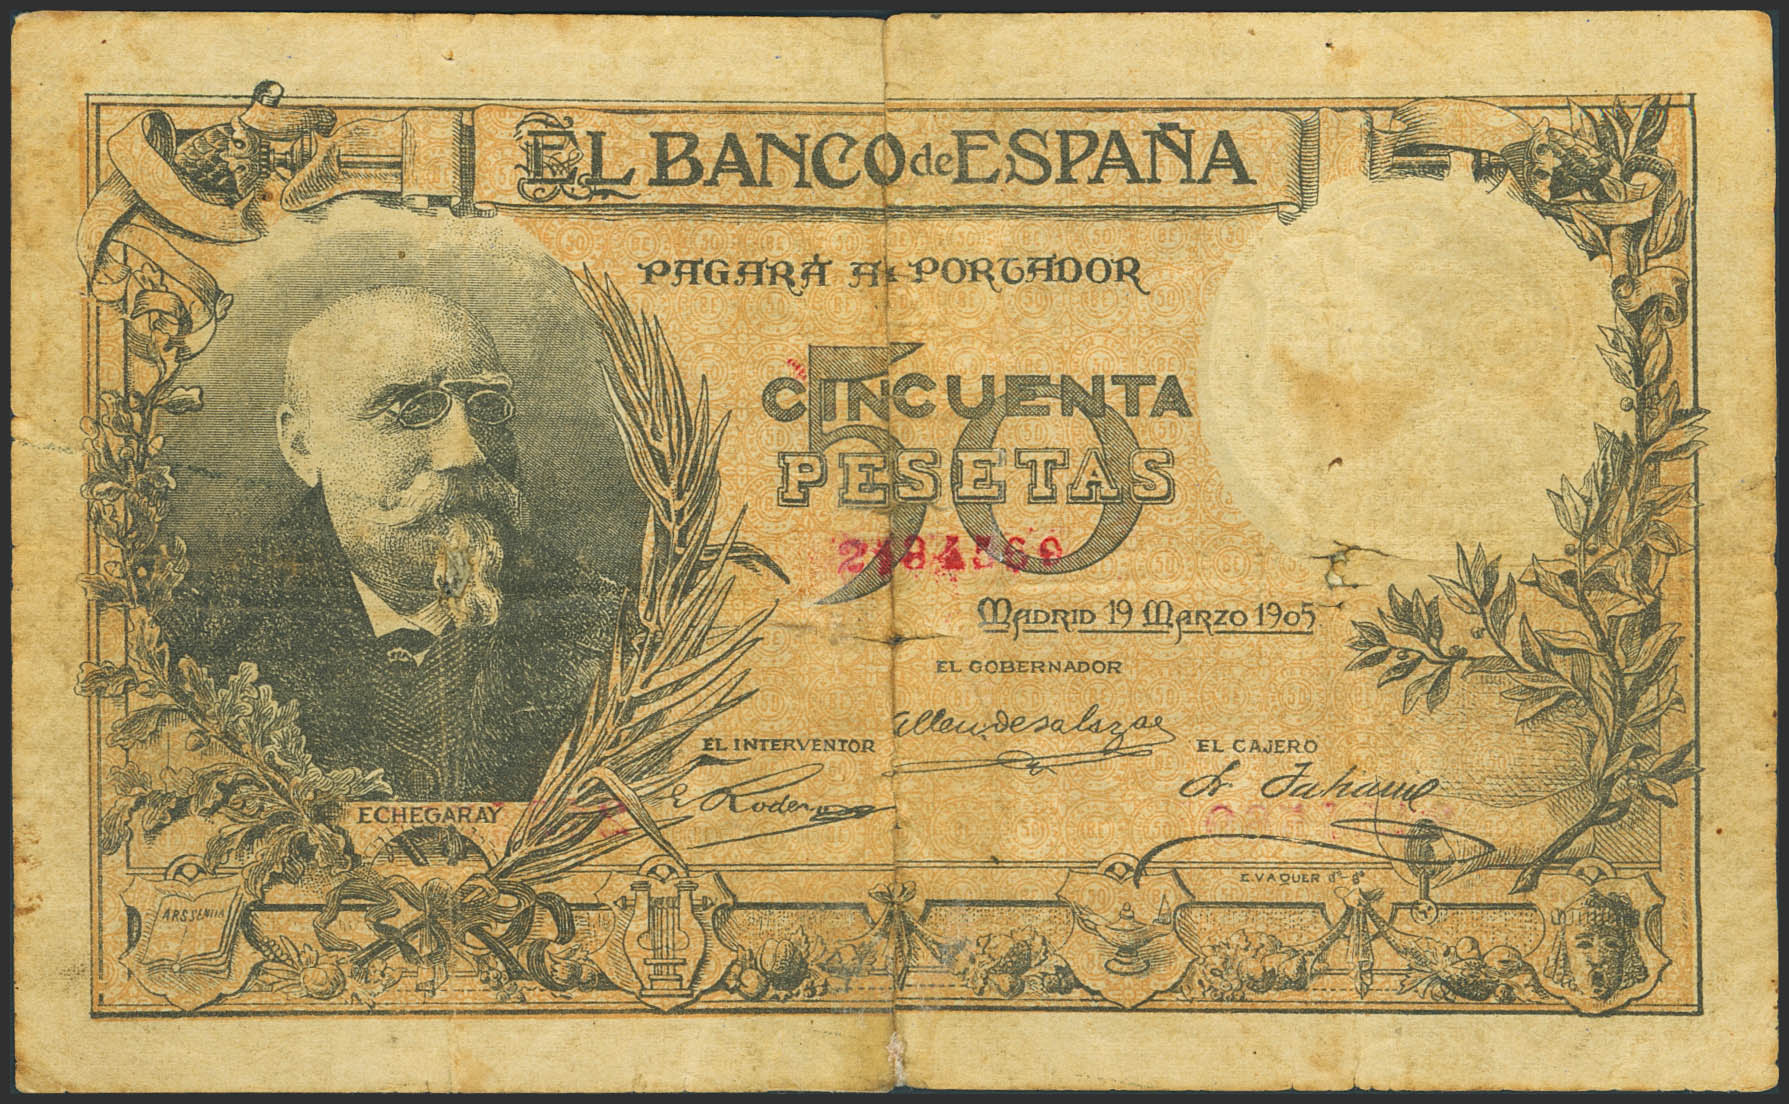 EL BANCO de ESPAÑA
PAGARÁ AL PORTADOR
50
CINCUENTA
PESETAS
MADRID 19 MARZO 1905
EL GOBERNADOR
EL INTERVENTOR
EL CAJERO
ECHEGARAY
E. VAQUER